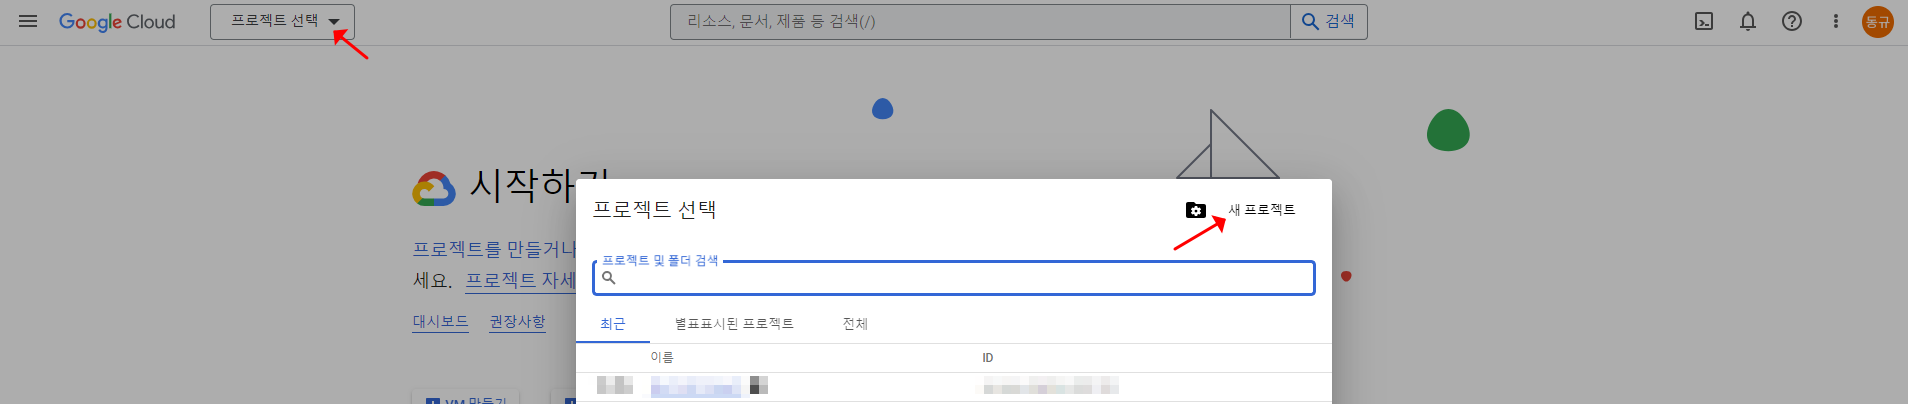 Google Cloud
프로젝트 선택
리소스, 문서, 제품 등 검색(/)
검색
동규
시작하기
프로젝트 선택
새 프로젝트
프로젝트를 만들거나
프로젝트 및 폴더 검색
세요. 프로젝트 자세
대시보드 권장사항
최근 별표표시된 프로젝트 전체
이름 ID
VM 만들기